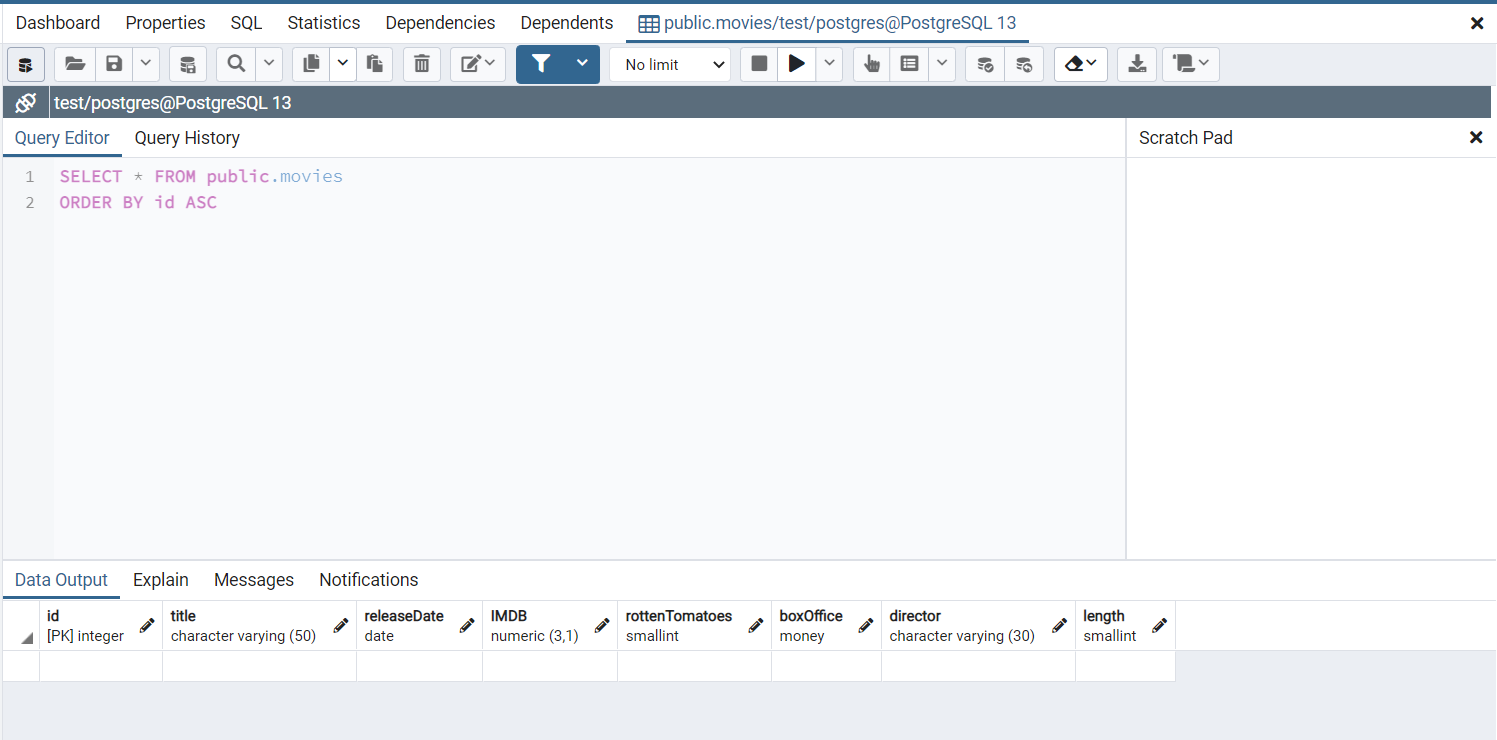 Dashboard Properties SQL Statistics Dependencies Dependents public.movies/test/postgres@PostgreSQL 13
No limit
test/postgres@PostgreSQL 13
Query Editor Query History Scratch Pad
1 SELECT * FROM public.movies
2 ORDER BY id ASC
Data Output Explain Messages Notifications
id title releaseDate IMDB rottenTomatoes boxOffice director length
[PK] integer character varying (50) date numeric (3,1) smallint money character varying (30) smallint